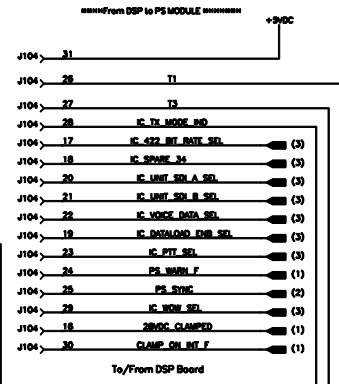 ****From DSP to PS MODULE *******
+5VDC
J104 31
J104 26 T1
J104 27 T3
J104 28 IC_TX_MODE_IND
J104 17 IC_422_BIT_RATE_SEL (3)
J104 18 IC_SPARE_34 (3)
J104 20 IC_UNIT_SDI_A_SEL (3)
J104 21 IC_UNIT_SDI_B_SEL (3)
J104 22 IC_VOICE_DATA_SEL (3)
J104 19 IC_DATALOAD_ENB_SEL (3)
J104 23 IC_PTT_SEL (3)
J104 24 PS_WARN_F (1)
J104 25 PS_SYNC (2)
J104 29 IC_WOW_SEL (3)
J104 16 28VDC_CLAMPED (1)
J104 30 CLAMP_ON_INT_F (1)
To/From DSP Board